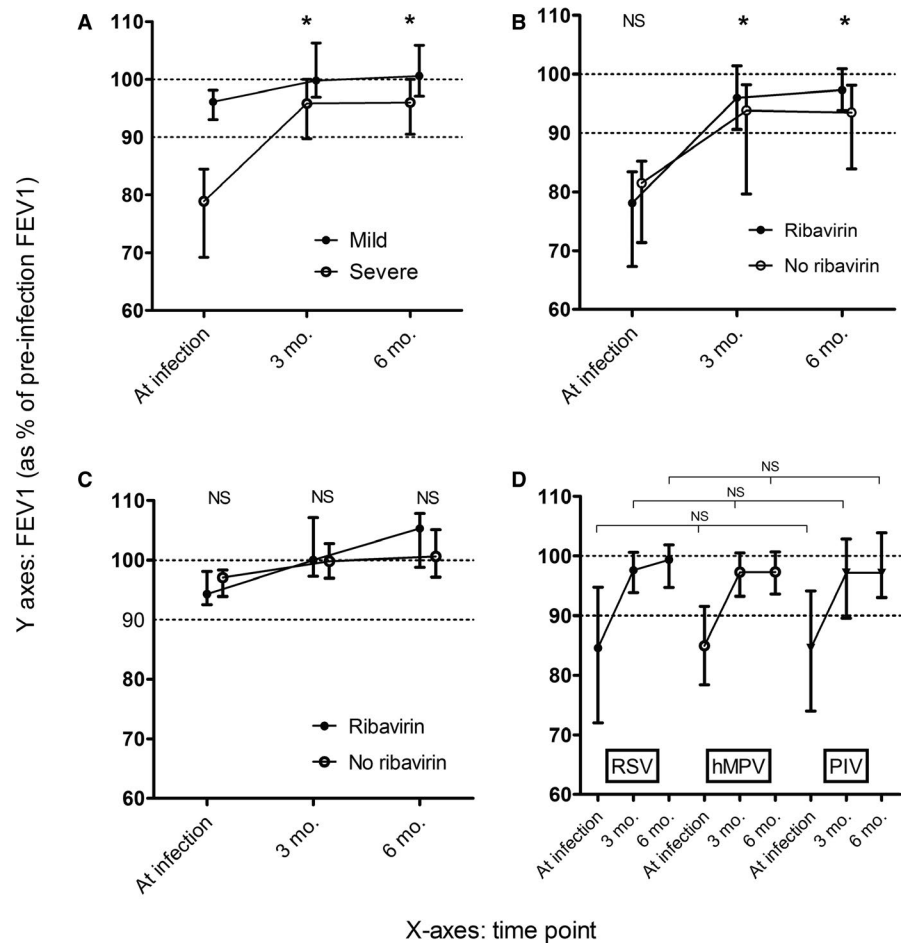 Y axes: FEV1 (as % of pre-infection FEV1)
A
* *
110
100
90
80
70
60
Mild
Severe
At infection
3 mo.
6 mo.
B
NS * *
110
100
90
80
70
60
Ribavirin
No ribavirin
At infection
3 mo.
6 mo.
C
NS NS NS
110
100
90
80
70
60
Ribavirin
No ribavirin
At infection
3 mo.
6 mo.
D
NS
NS
NS
110
100
90
80
70
60
RSV hMPV PIV
At infection
3 mo.
6 mo.
At infection
3 mo.
6 mo.
At infection
3 mo.
6 mo.
X-axes: time point